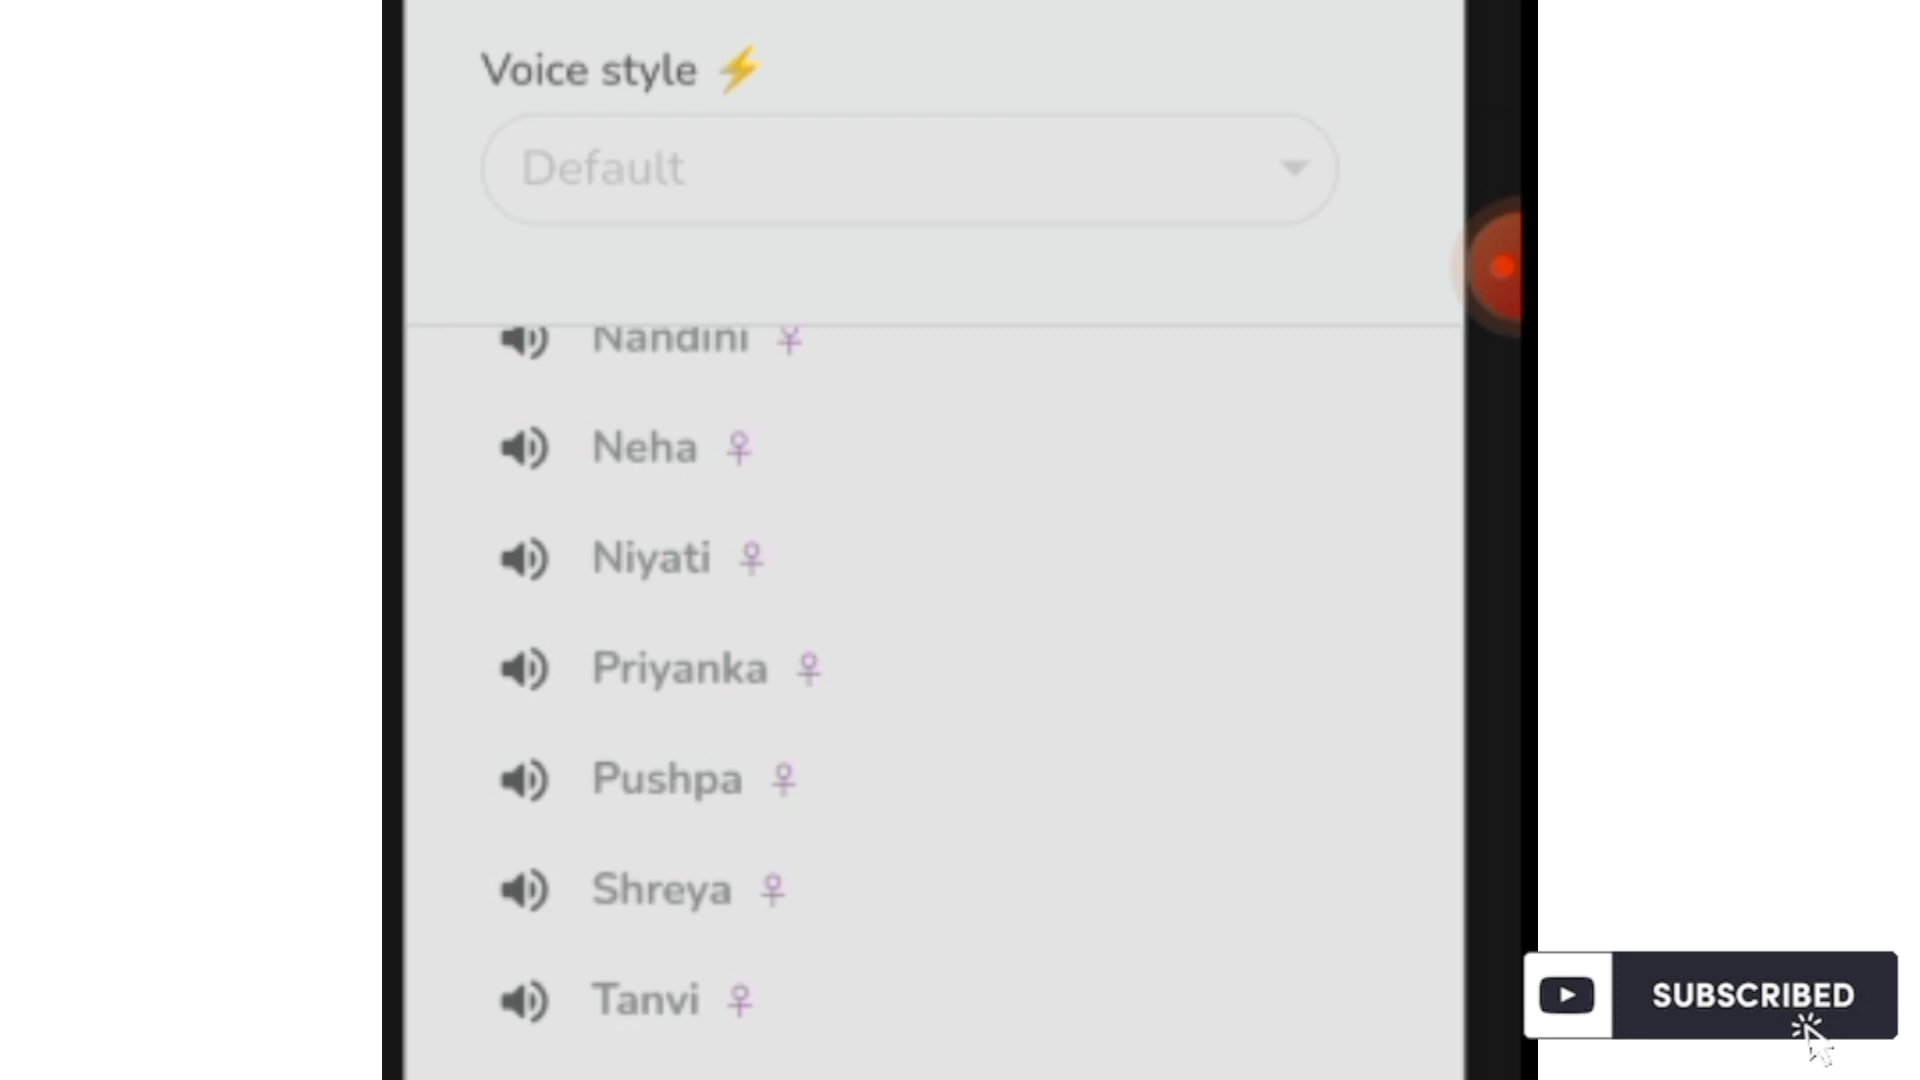 Voice style ⚡
Default
Nandini ♀
Neha ♀
Niyati ♀
Priyanka ♀
Pushpa ♀
Shreya ♀
Tanvi ♀
SUBSCRIBED